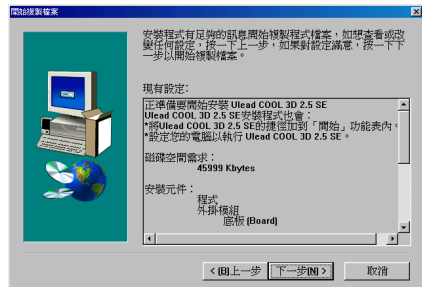 開始複製檔案
安裝程式有足夠的訊息開始複製程式檔案，如想查看或改
變任何設定，按一下上一步，如果對設定滿意，按一下下
一步以開始複製檔案。
現有設定：
正準備要開始安裝 Ulead COOL 3D 2.5 SE
Ulead COOL 3D 2.5 SE安裝程式也會：
*將Ulead COOL 3D 2.5 SE的捷徑加到「開始」功能表內。
*設定您的電腦以執行 Ulead COOL 3D 2.5 SE。
磁碟空間需求：
45999 Kbytes
安裝元件：
程式
外掛模組
底板 (Board)
< (B)上一步
下一步(N) >
取消